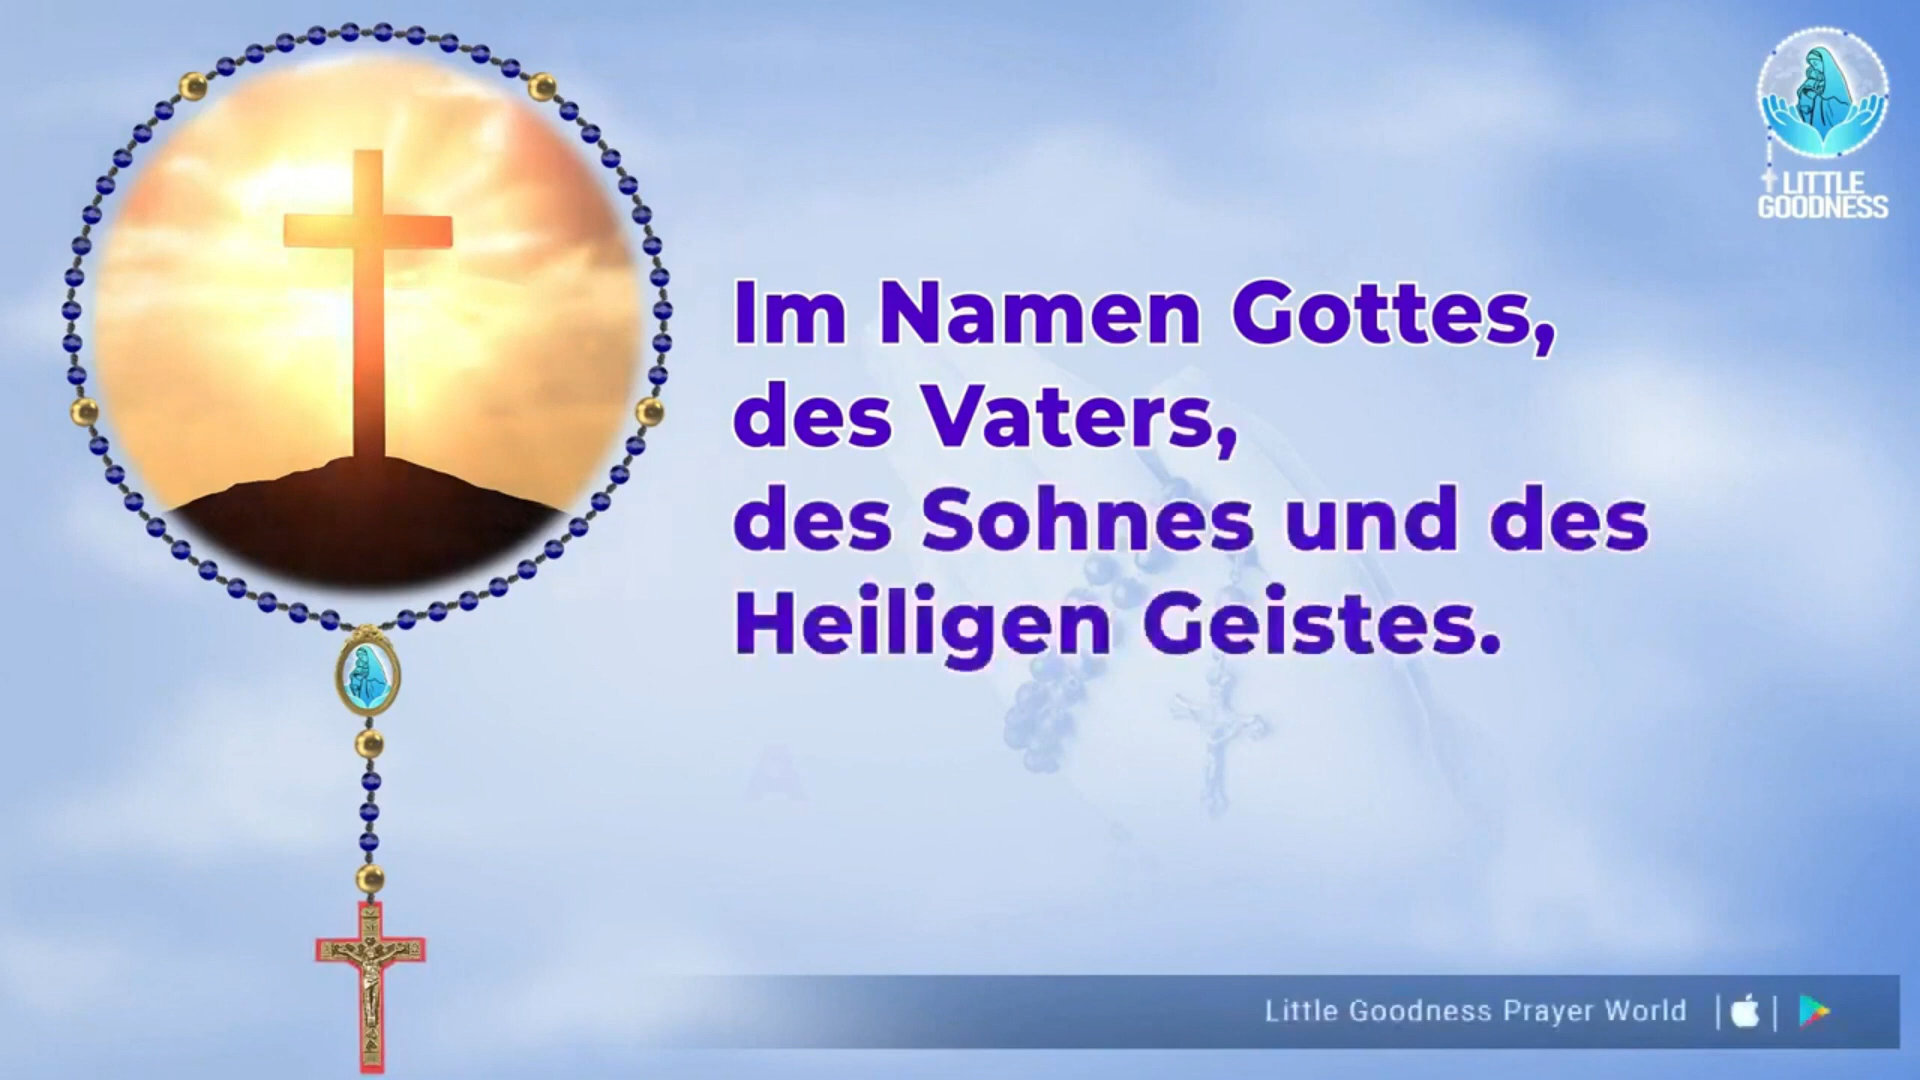 LITTLE
GOODNESS
Im Namen Gottes,
des Vaters,
des Sohnes und des
Heiligen Geistes.
A
Little Goodness Prayer World